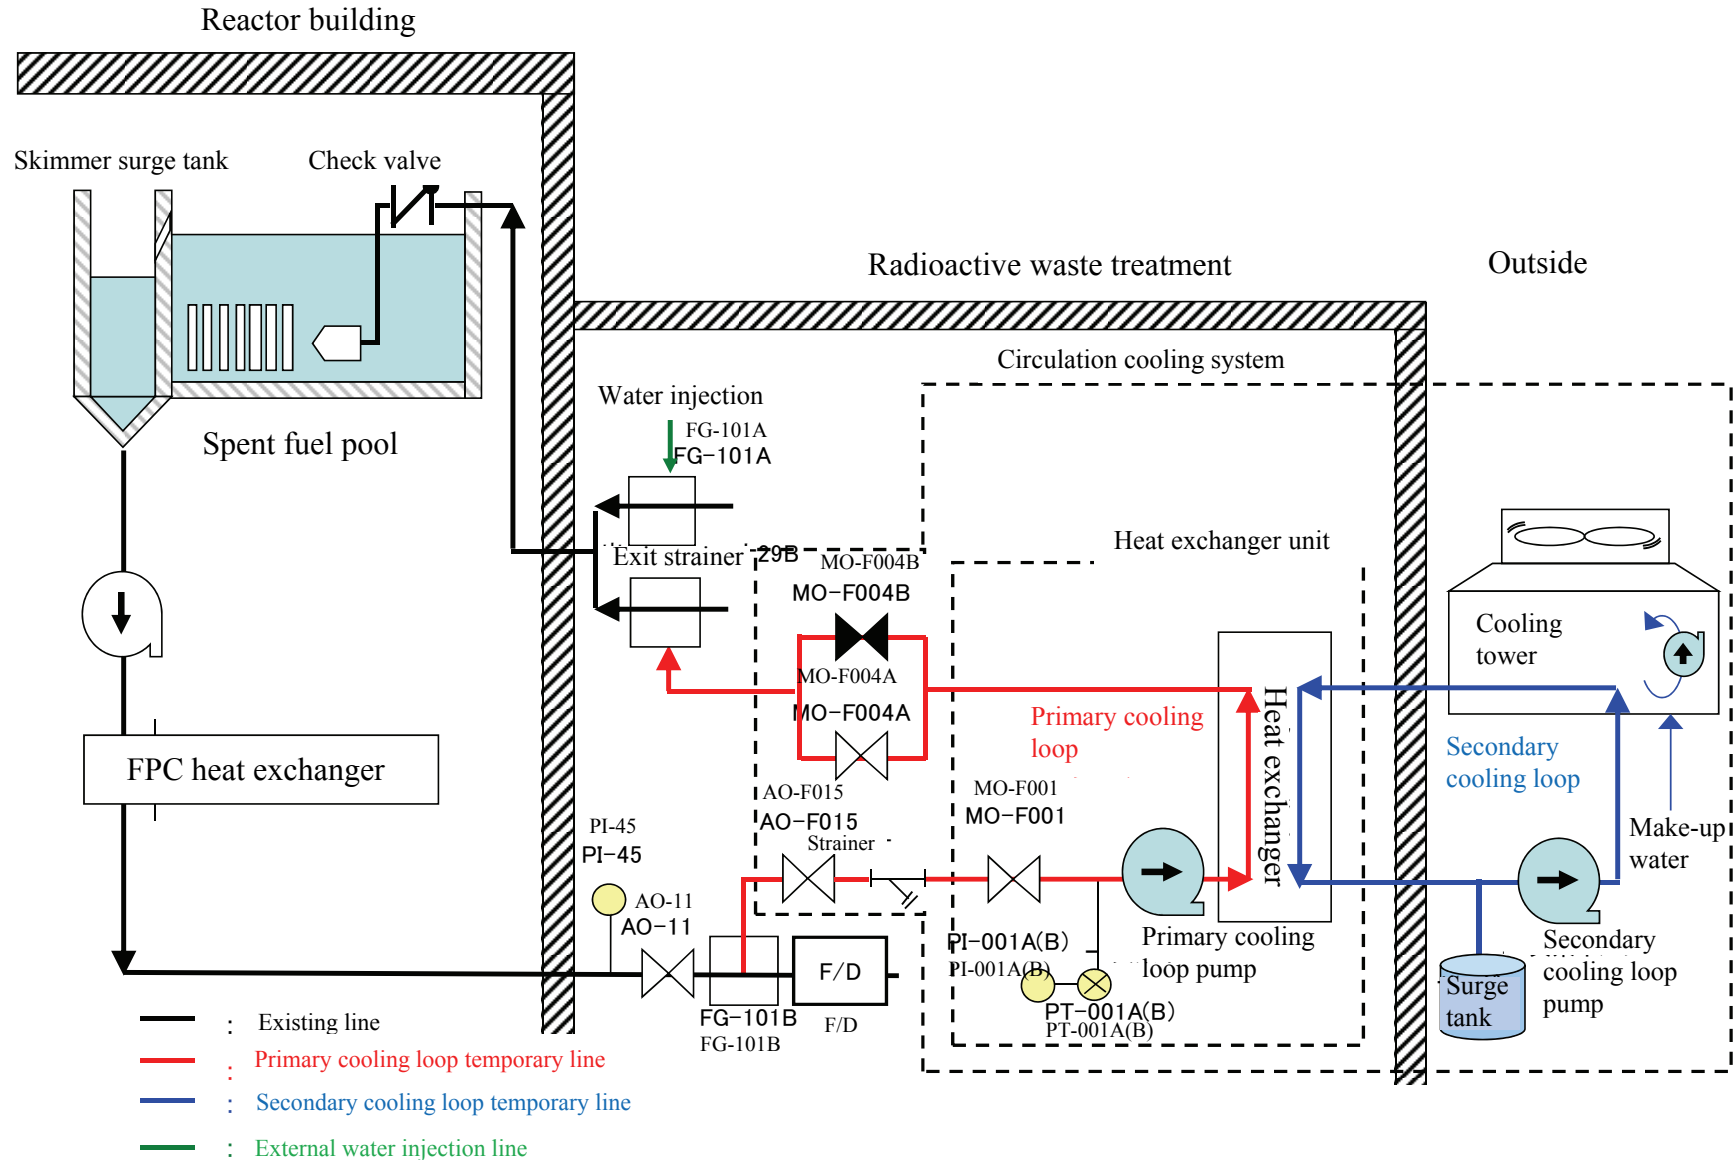 Reactor building
Skimmer surge tank
Check valve
Spent fuel pool
FPC heat exchanger
Radioactive waste treatment
Outside
Circulation cooling system
Water injection
FG-101A
FG-101A
Exit strainer
-29B
MO-F004B
MO-F004B
MO-F004A
MO-F004A
Heat exchanger unit
Primary cooling
loop
Heat exchanger
Cooling
tower
Secondary
cooling loop
Make-up
water
AO-F015
AO-F015
Strainer
MO-F001
MO-F001
PI-45
PI-45
AO-11
AO-11
F/D
F/D
FG-101B
FG-101B
PI-001A(B)
PI-001A(B)
PT-001A(B)
PT-001A(B)
Primary cooling
loop pump
Secondary
cooling loop
pump
Surge
tank
: Existing line
: Primary cooling loop temporary line
: Secondary cooling loop temporary line
: External water injection line